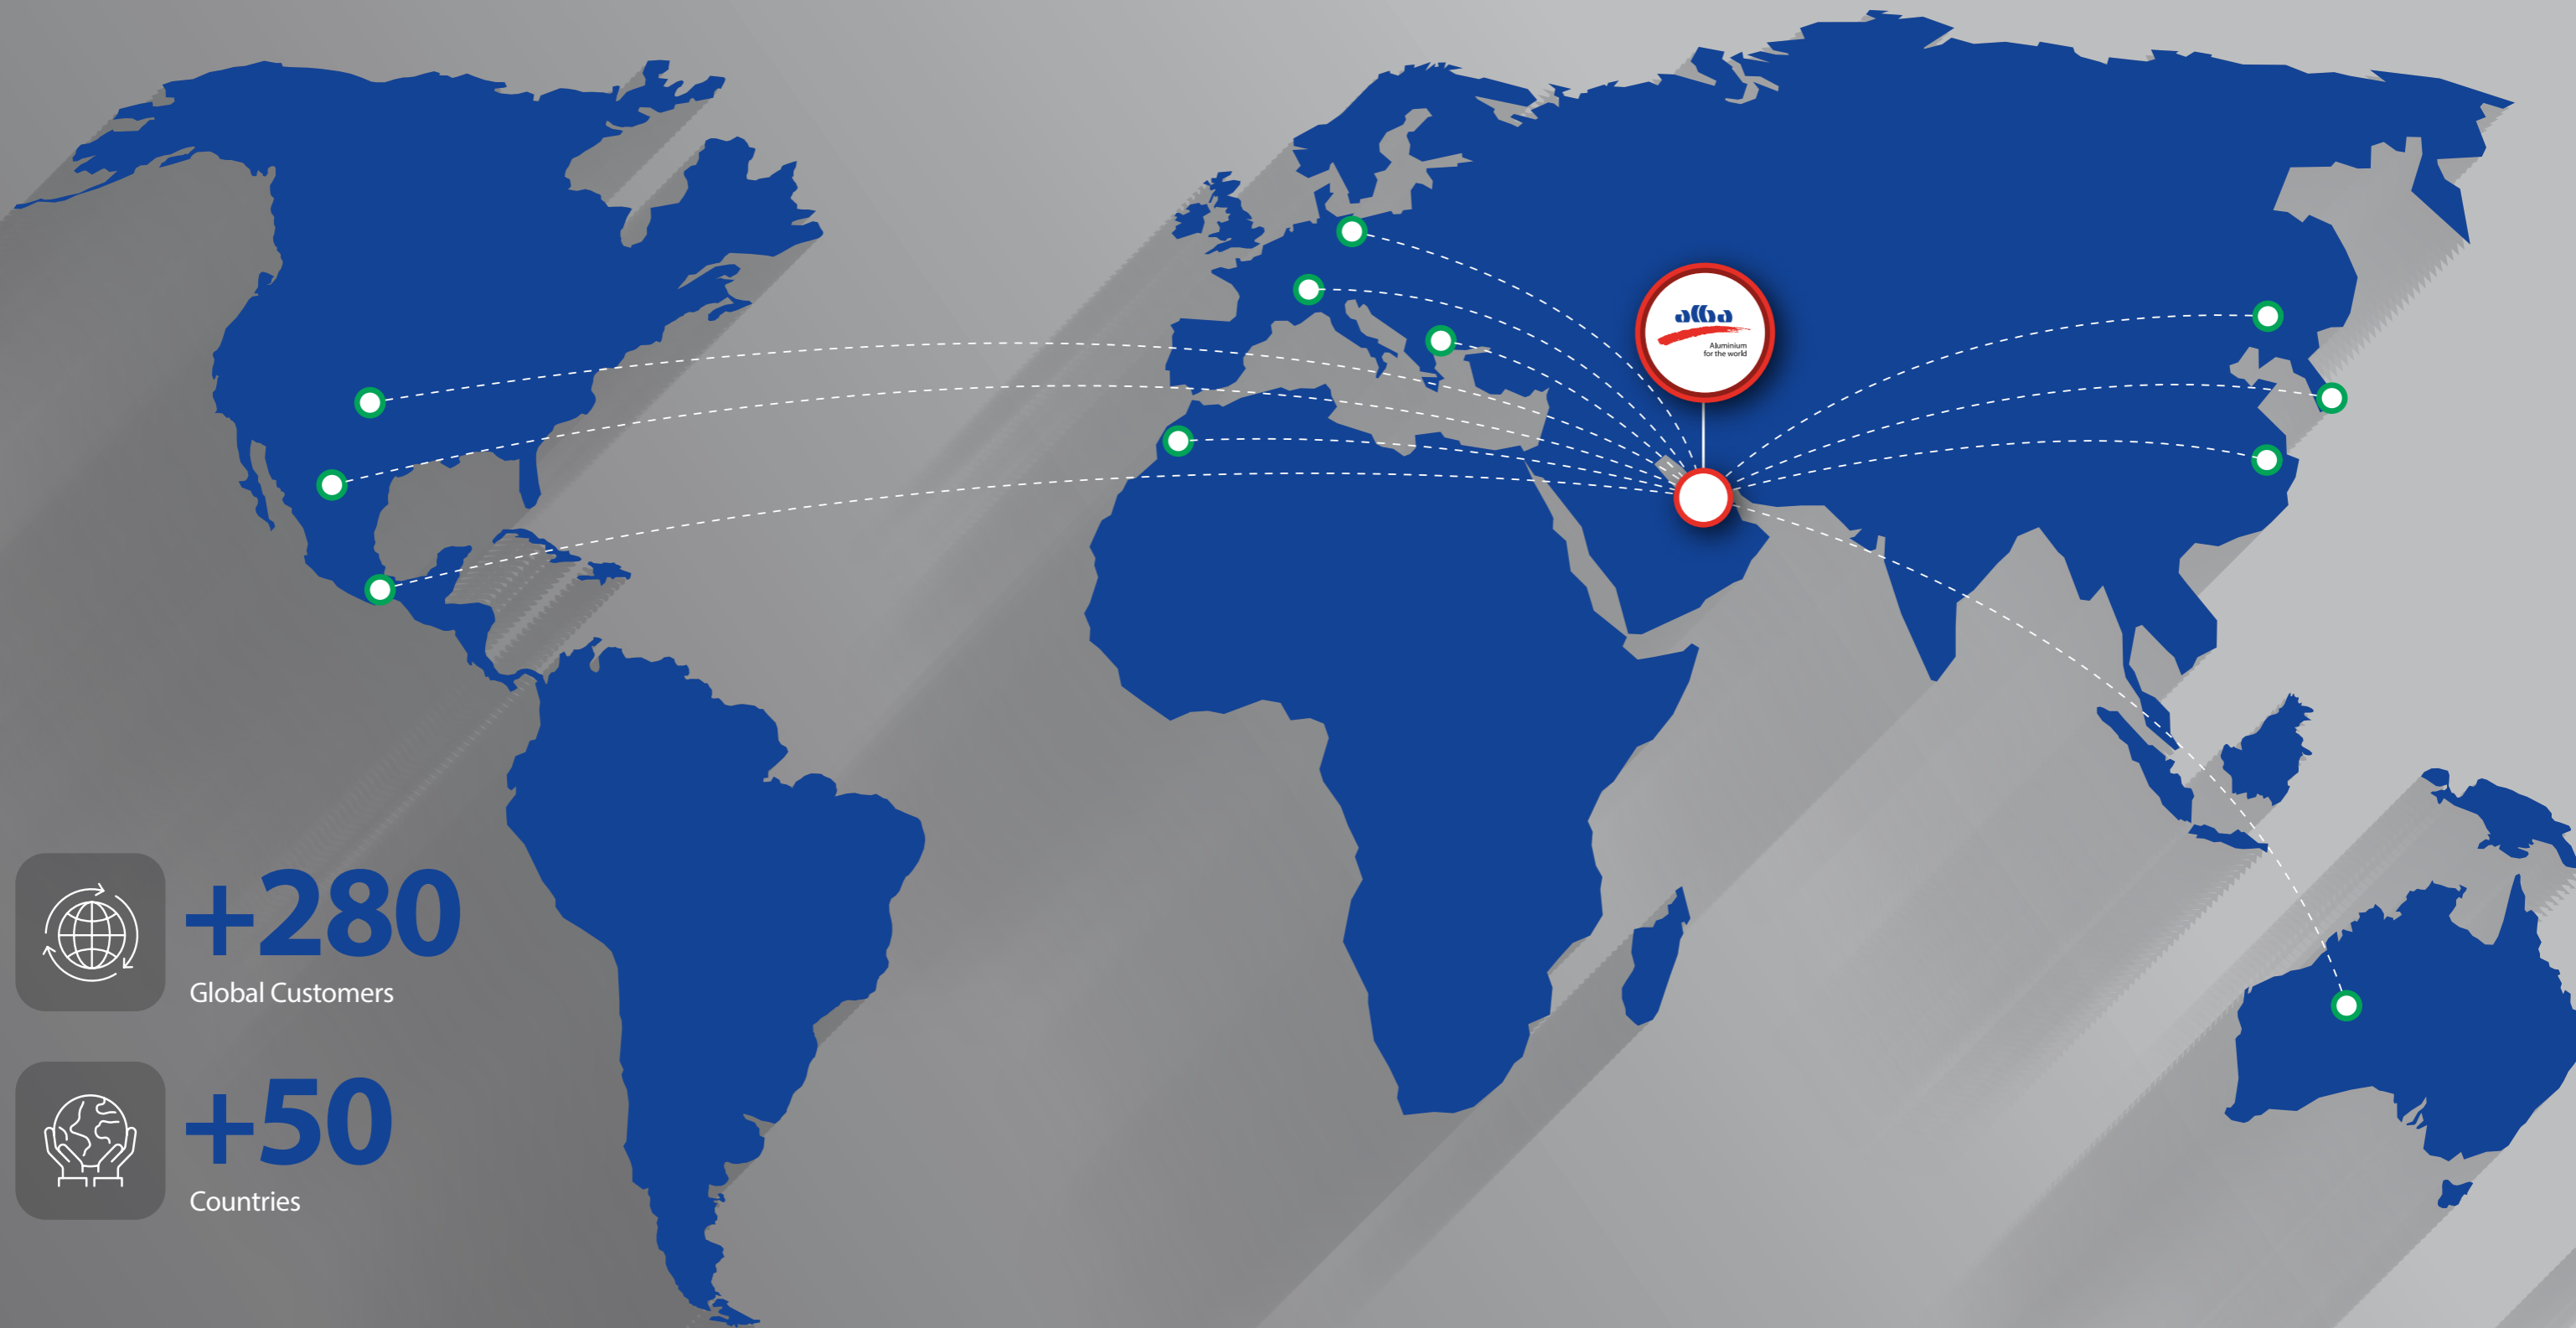 alba
Aluminium
for the world
+280
Global Customers
+50
Countries